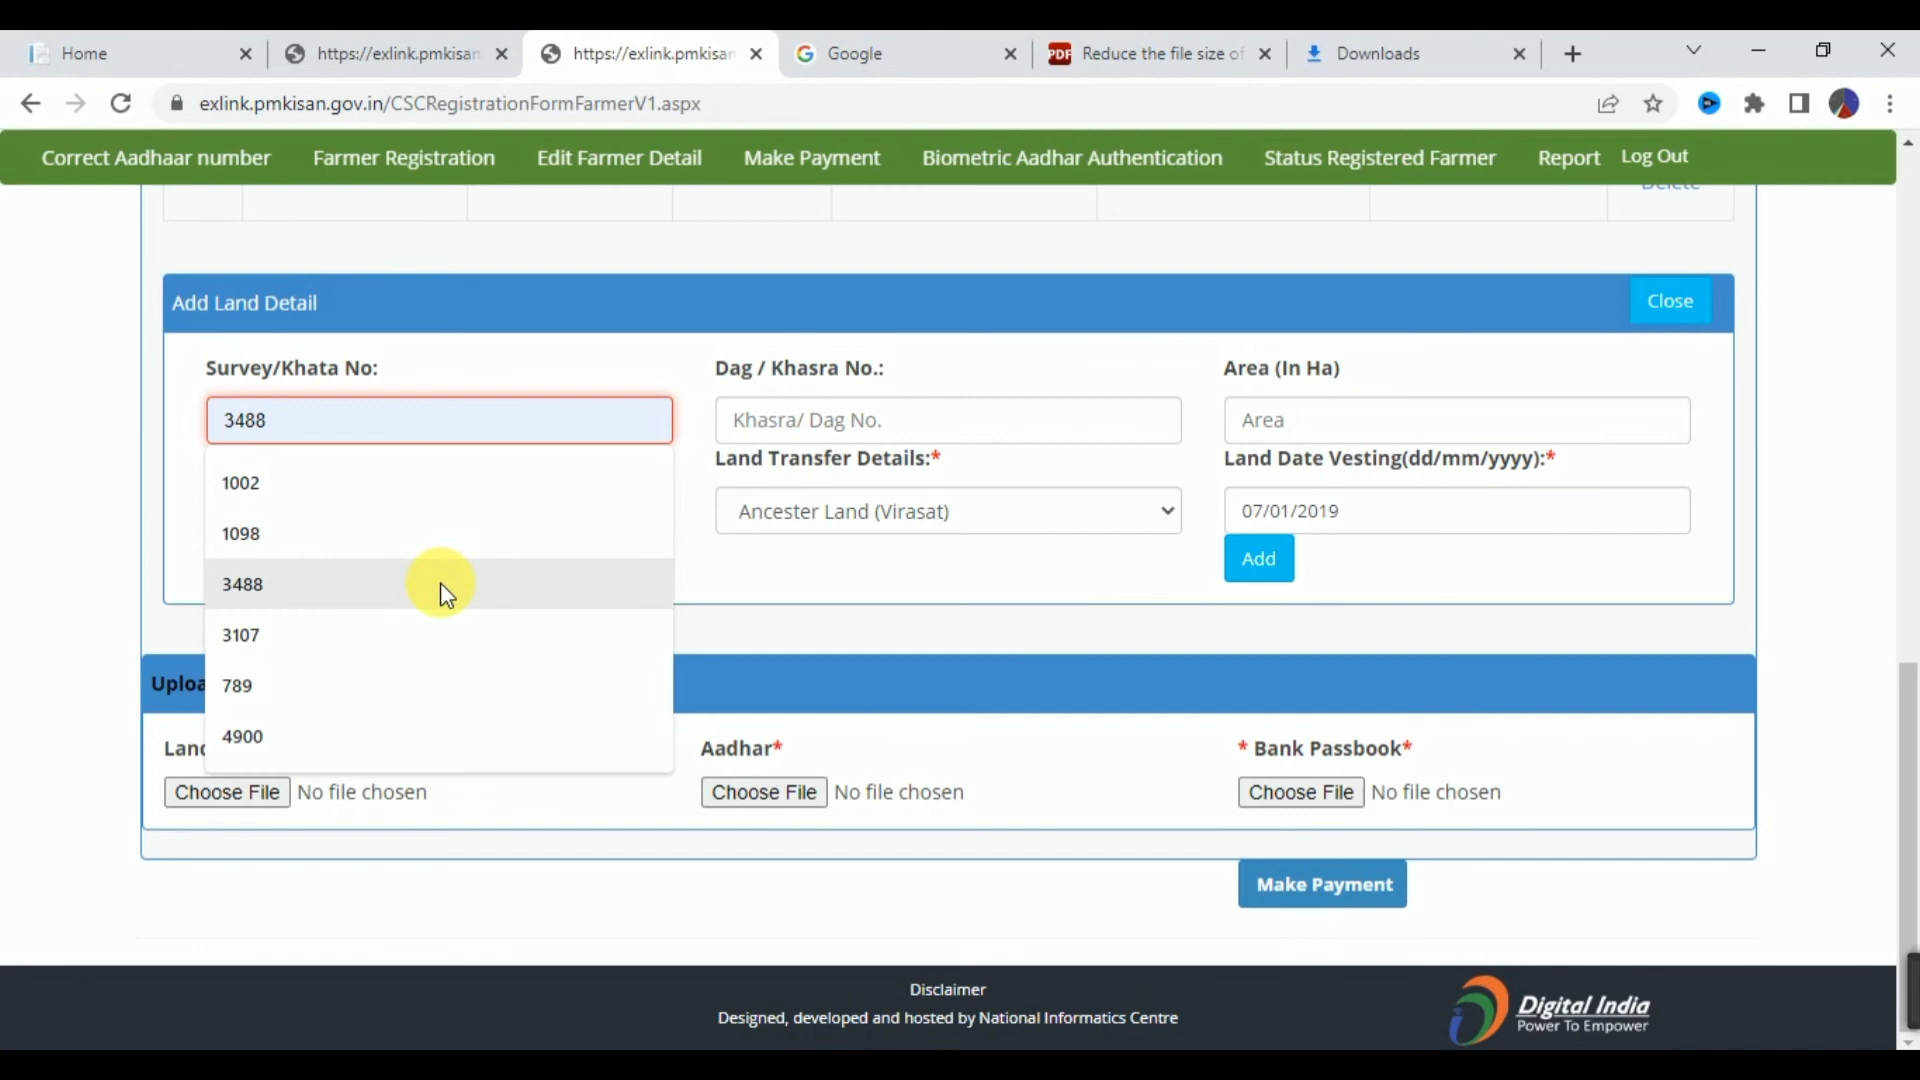 Home
https://exlink.pmkisan
https://exlink.pmkisan
Google
PDF
Reduce the file size of
Downloads
exlink.pmkisan.gov.in/CSCRegistrationFormFarmerV1.aspx
Correct Aadhaar number
Farmer Registration
Edit Farmer Detail
Make Payment
Biometric Aadhar Authentication
Status Registered Farmer
Report
Log Out
Delete
Add Land Detail
Close
Survey/Khata No:
Dag / Khasra No.:
Area (In Ha)
3488
Khasra/ Dag No.
Area
Land Transfer Details:*
Land Date Vesting(dd/mm/yyyy):*
1002
Ancester Land (Virasat)
07/01/2019
1098
Add
3488
3107
Uploa
789
4900
Land
Aadhar*
* Bank Passbook*
Choose File No file chosen
Choose File No file chosen
Choose File No file chosen
Make Payment
Disclaimer
Designed, developed and hosted by National Informatics Centre
Digital India
Power To Empower